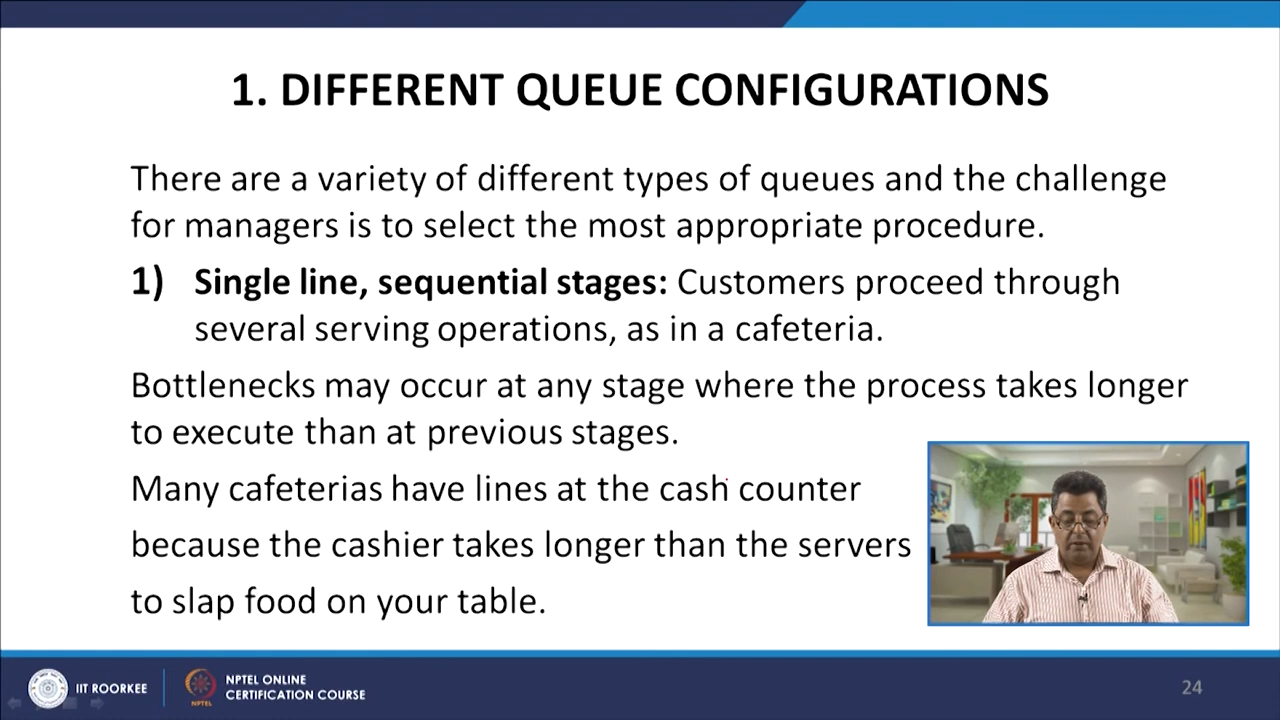 1. DIFFERENT QUEUE CONFIGURATIONS
There are a variety of different types of queues and the challenge
for managers is to select the most appropriate procedure.
1) Single line, sequential stages: Customers proceed through
several serving operations, as in a cafeteria.
Bottlenecks may occur at any stage where the process takes longer
to execute than at previous stages.
Many cafeterias have lines at the cash counter
because the cashier takes longer than the servers
to slap food on your table.
IIT ROORKEE
NPTEL
NPTEL ONLINE
CERTIFICATION COURSE
24